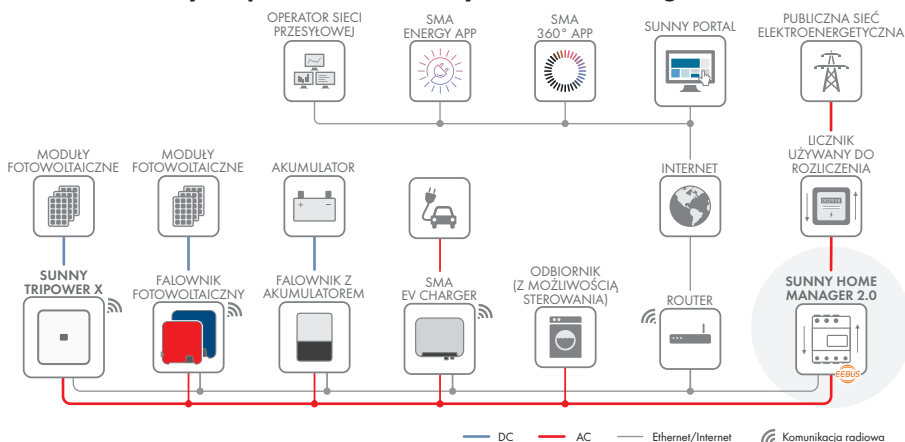 OPERATOR SIECI
PRZESYŁOWEJ
SMA
ENERGY APP
SMA
360° APP
SUNNY PORTAL
PUBLICZNA SIEĆ
ELEKTROENERGETYCZNA
MODUŁY
FOTOWOLTAICZNE
MODUŁY
FOTOWOLTAICZNE
AKUMULATOR
INTERNET
LICZNIK
UŻYWANY DO
ROZLICZENIA
SUNNY
TRIPOWER X
FALOWNIK
FOTOWOLTAICZNY
FALOWNIK Z
AKUMULATOREM
SMA
EV CHARGER
ODBIORNIK
(Z MOŻLIWOŚCIĄ
STEROWANIA)
ROUTER
SUNNY HOME
MANAGER 2.0
EEBUS
DC
AC
Ethernet/Internet
Komunikacja radiowa